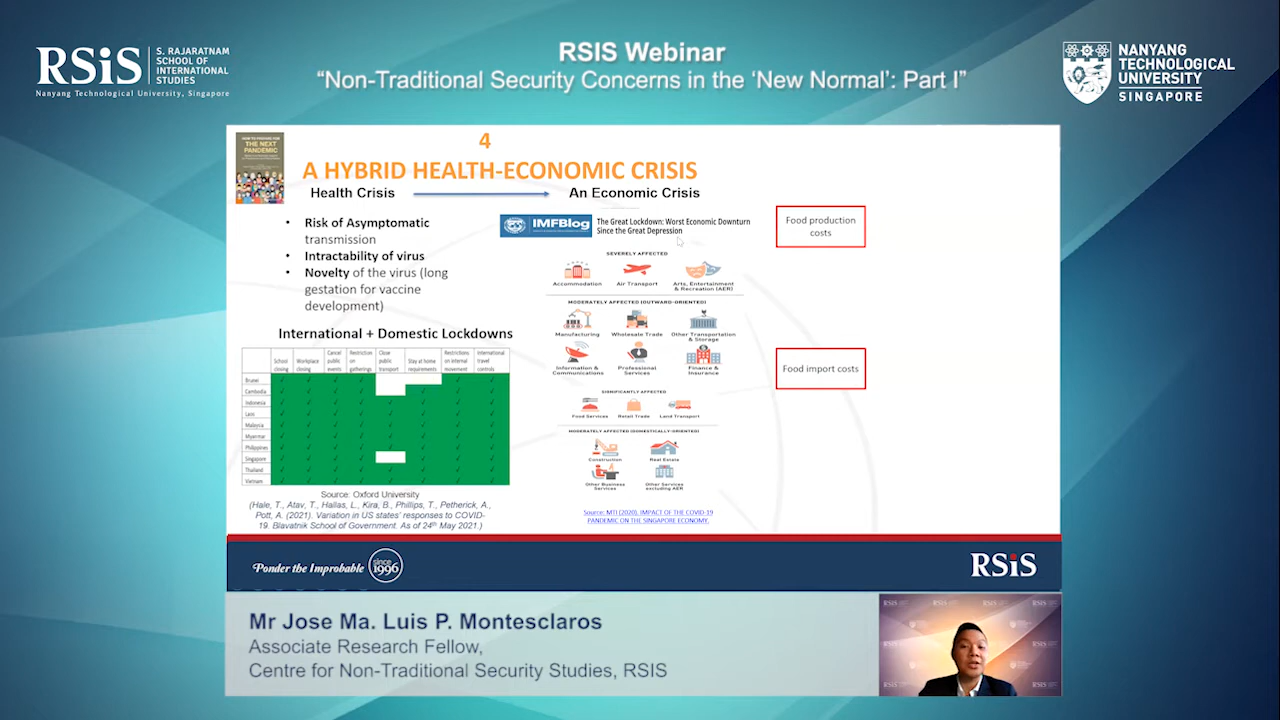 RSiS
S. RAJARATNAM
SCHOOL OF
INTERNATIONAL
STUDIES
Nanyang Technological University, Singapore
RSIS Webinar
“Non-Traditional Security Concerns in the ‘New Normal’: Part I”
NANYANG
TECHNOLOGICAL
UNIVERSITY
SINGAPORE
HOW TO PREPARE FOR
THE NEXT
PANDEMIC
4
A HYBRID HEALTH-ECONOMIC CRISIS
Health Crisis
An Economic Crisis
• Risk of Asymptomatic
transmission
• Intractability of virus
• Novelty of the virus (long
gestation for vaccine
development)
International + Domestic Lockdowns
School closing
Workplace closing
Cancel public events
Restriction on gatherings
Close public transport
Stay at home requirements
Restrictions on internal movement
International travel controls
Brunei
Cambodia
Indonesia
Laos
Malaysia
Myanmar
Philippines
Singapore
Thailand
Vietnam
Source: Oxford University
(Hale, T., Atav, T., Hallas, L., Kira, B., Phillips, T., Petherick, A.,
Pott, A. (2021). Variation in US states’ responses to COVID-
19. Blavatnik School of Government. As of 24th May 2021.)
IMFBlog
The Great Lockdown: Worst Economic Downturn
Since the Great Depression
SEVERELY AFFECTED
Accommodation
Air Transport
Arts, Entertainment
& Recreation (AER)
MODERATELY AFFECTED (OUTWARD-ORIENTED)
Manufacturing
Wholesale Trade
Other Transportation
& Storage
Information &
Communications
Professional
Services
Finance &
Insurance
SIGNIFICANTLY AFFECTED
Food Services
Retail Trade
Land Transport
MODERATELY AFFECTED (DOMESTICALLY-ORIENTED)
Construction
Real Estate
Other Business
Services
Other Services
excluding AER
Source: MTI (2020). IMPACT OF THE COVID-19
PANDEMIC ON THE SINGAPORE ECONOMY.
Food production
costs
Food import costs
Ponder the Improbable
since
1996
RSiS
Mr Jose Ma. Luis P. Montesclaros
Associate Research Fellow,
Centre for Non-Traditional Security Studies, RSIS